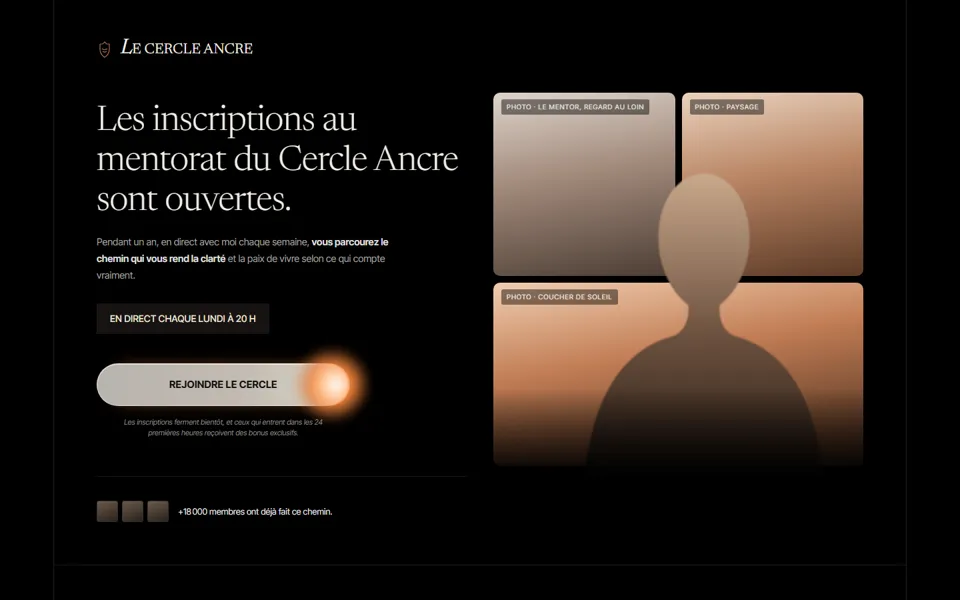 LE CERCLE ANCRE
Les inscriptions au
mentorat du Cercle Ancre
sont ouvertes.
Pendant un an, en direct avec moi chaque semaine, vous parcourez le
chemin qui vous rend la clarté et la paix de vivre selon ce qui compte
vraiment.
EN DIRECT CHAQUE LUNDI À 20 H
REJOINDRE LE CERCLE
Les inscriptions ferment bientôt, et ceux qui entrent dans les 24
premières heures reçoivent des bonus exclusifs.
+18 000 membres ont déjà fait ce chemin.
PHOTO · LE MENTOR, REGARD AU LOIN
PHOTO · PAYSAGE
PHOTO · COUCHER DE SOLEIL